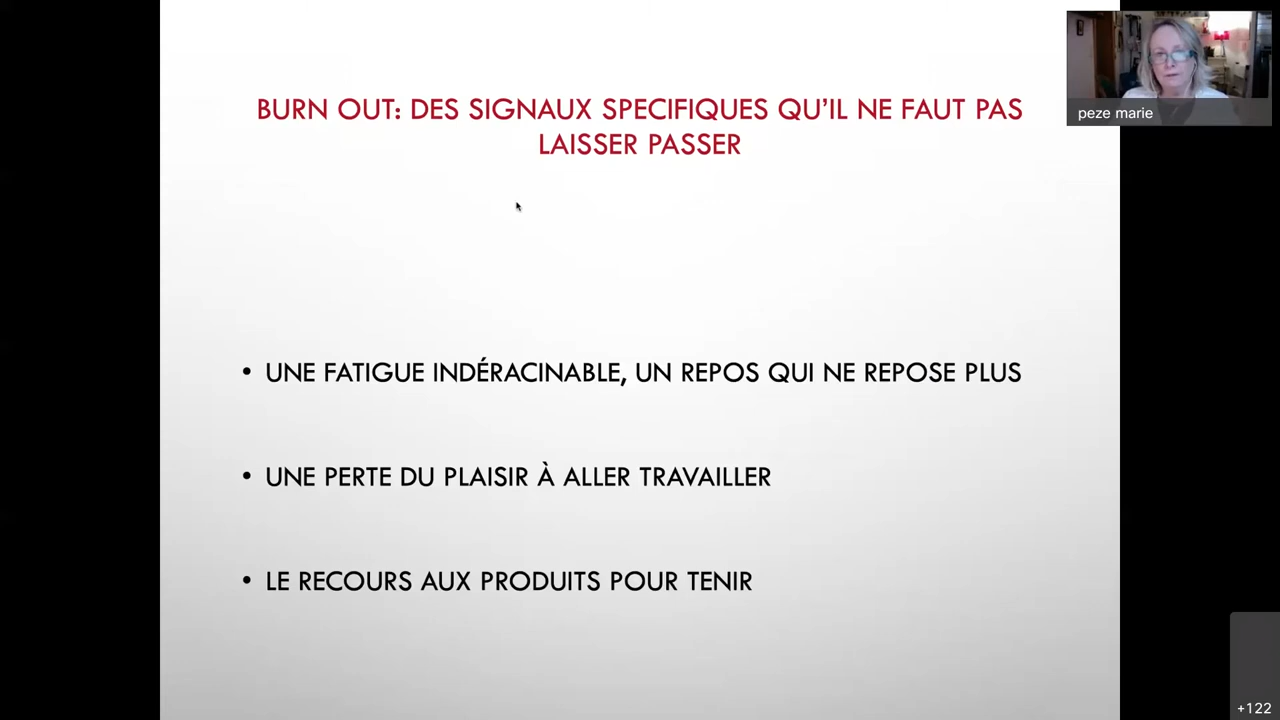 BURN OUT: DES SIGNAUX SPECIFIQUES QU'IL NE FAUT PAS
LAISSER PASSER
peze marie
• UNE FATIGUE INDÉRACINABLE, UN REPOS QUI NE REPOSE PLUS
• UNE PERTE DU PLAISIR À ALLER TRAVAILLER
• LE RECOURS AUX PRODUITS POUR TENIR
+122